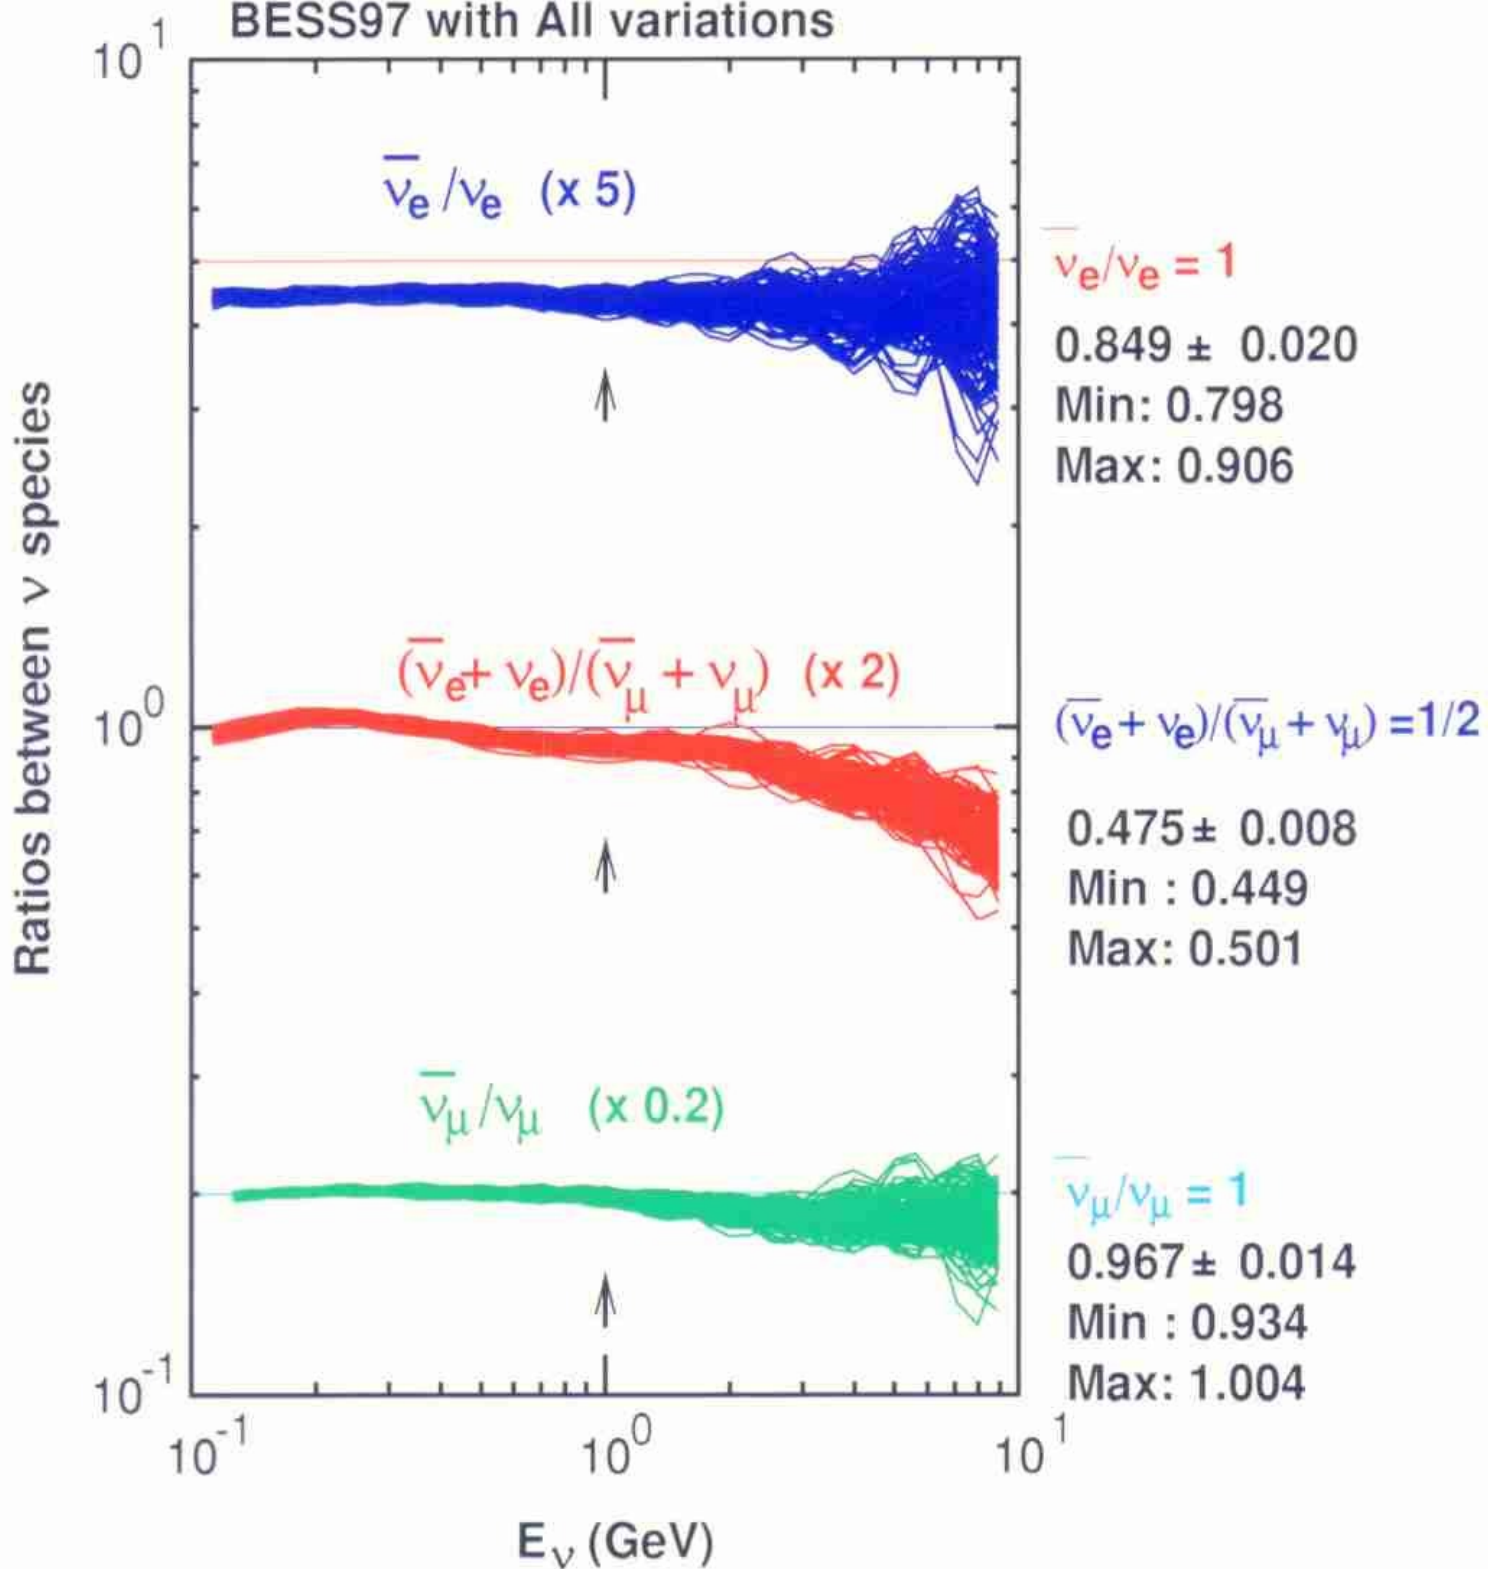 BESS97 with All variations
10¹
ν̅e /νe (x 5)
ν̅e/νe = 1
0.849 ± 0.020
Min: 0.798
Max: 0.906
Ratios between ν species
(ν̅e+ νe)/(ν̅μ + νμ) (x 2)
10⁰
(ν̅e + νe)/(ν̅μ + νμ) =1/2
0.475 ± 0.008
Min : 0.449
Max: 0.501
ν̅μ/νμ (x 0.2)
ν̅μ/νμ = 1
0.967 ± 0.014
Min : 0.934
Max: 1.004
10⁻¹
10⁻¹ 10⁰ 10¹
Eν (GeV)